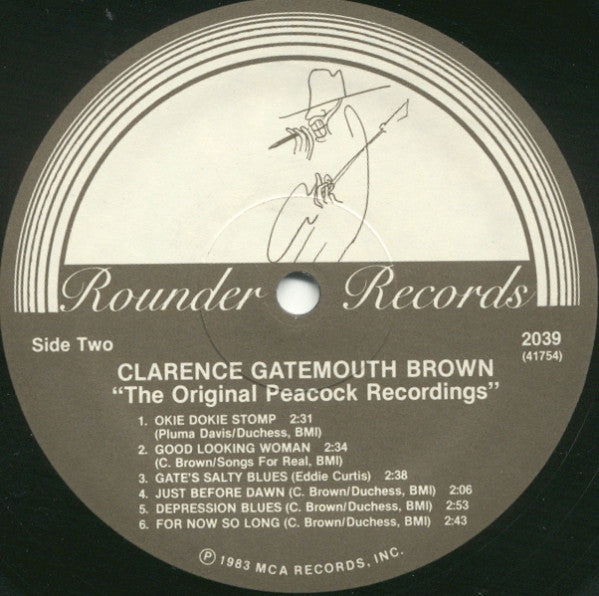 Rounder Records
Side Two
2039
(41754)
CLARENCE GATEMOUTH BROWN
“The Original Peacock Recordings”
1. OKIE DOKIE STOMP 2:31
(Pluma Davis/Duchess, BMI)
2. GOOD LOOKING WOMAN 2:34
(C. Brown/Songs For Real, BMI)
3. GATE'S SALTY BLUES (Eddie Curtis) 2:38
4. JUST BEFORE DAWN (C. Brown/Duchess, BMI) 2:06
5. DEPRESSION BLUES (C. Brown/Duchess, BMI) 2:53
6. FOR NOW SO LONG (C. Brown/Duchess, BMI) 2:43
Ⓟ 1983 MCA RECORDS, INC.